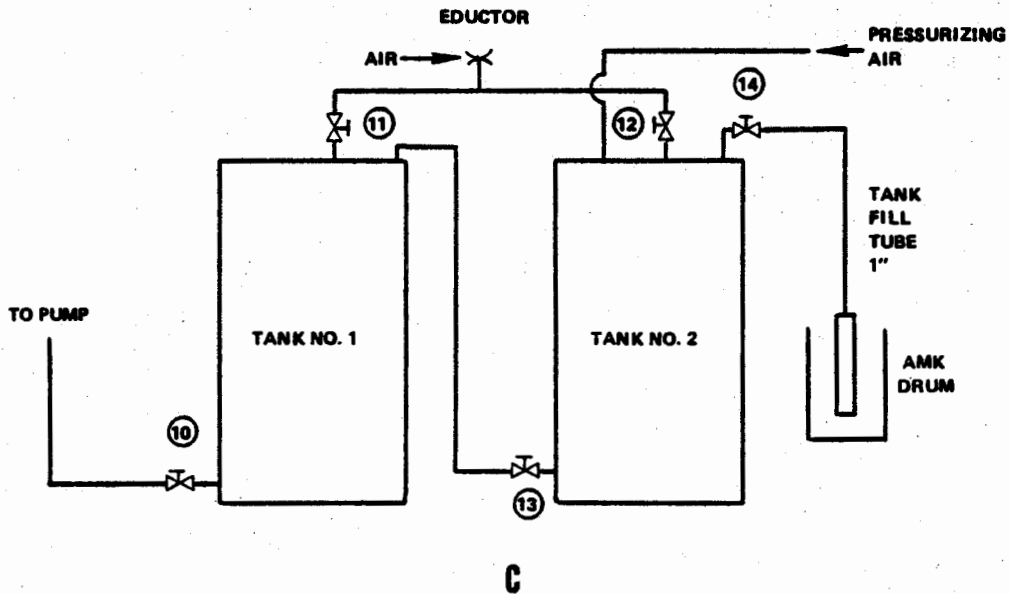 EDUCTOR
AIR
PRESSURIZING
AIR
14
11
12
TANK
FILL
TUBE
1"
TO PUMP
TANK NO. 1
TANK NO. 2
AMK
DRUM
10
13
C